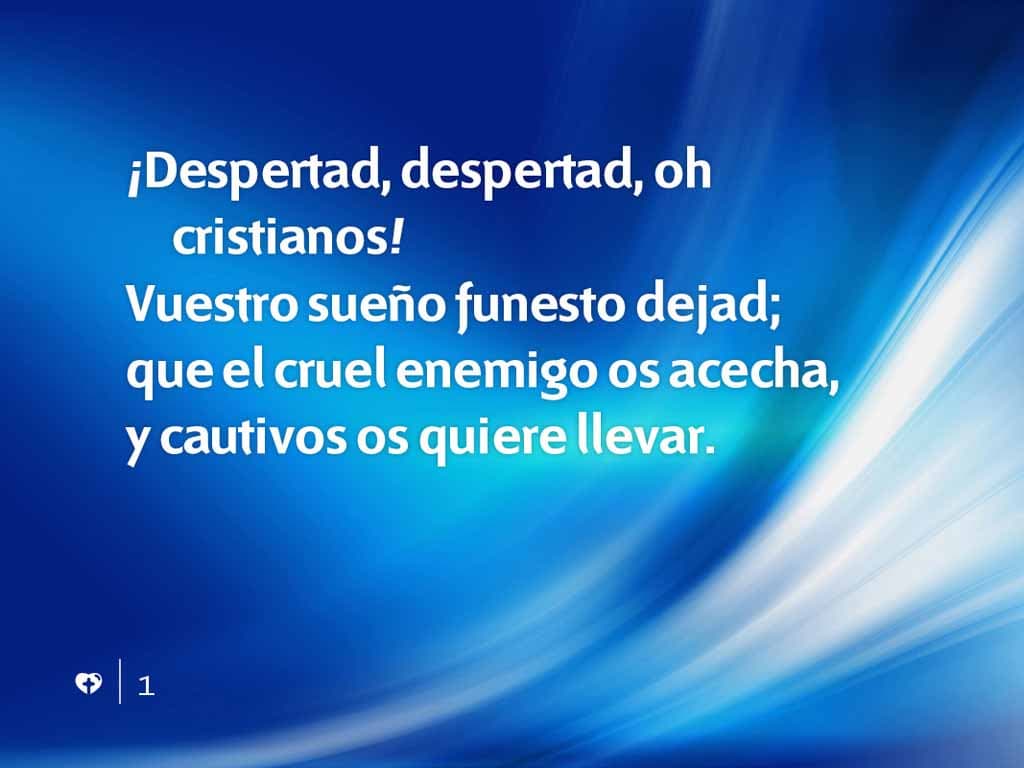 ¡Despertad, despertad, oh
cristianos!
Vuestro sueño funesto dejad;
que el cruel enemigo os acecha,
y cautivos os quiere llevar.
1